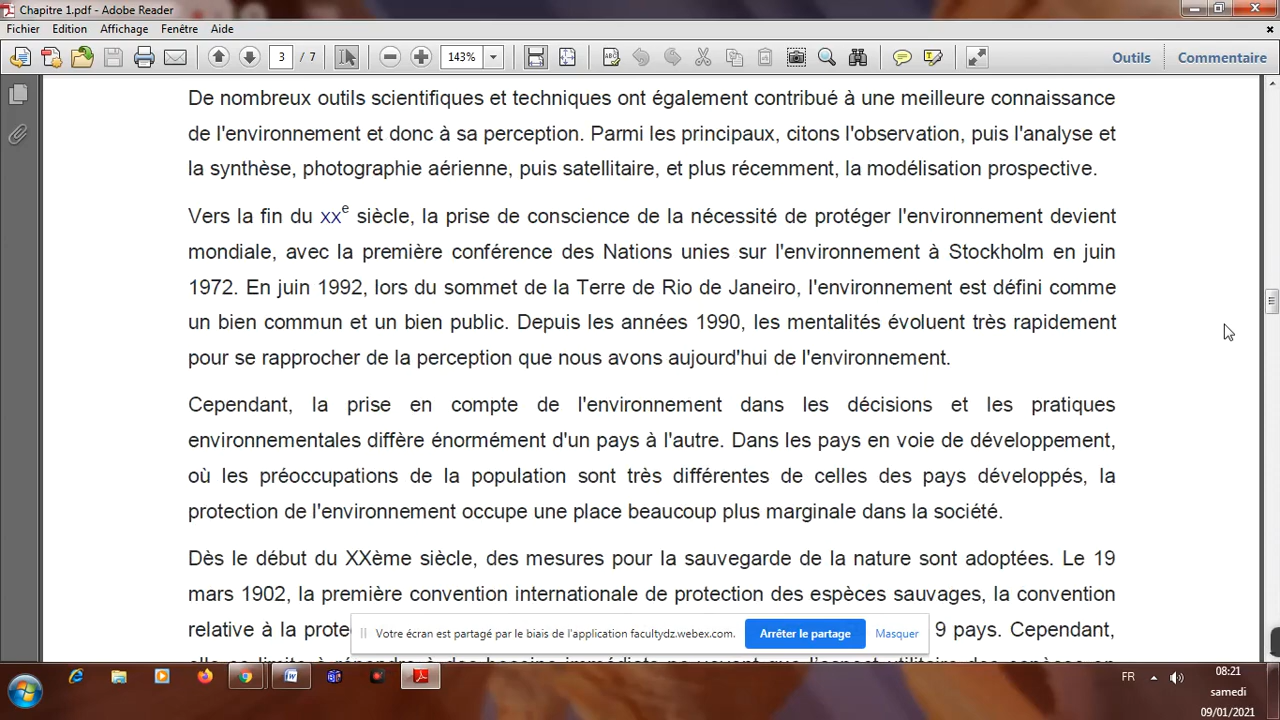 Chapitre 1.pdf - Adobe Reader
Fichier Edition Affichage Fenêtre Aide
3 / 7 143% Outils Commentaire
De nombreux outils scientifiques et techniques ont également contribué à une meilleure connaissance
de l'environnement et donc à sa perception. Parmi les principaux, citons l'observation, puis l'analyse et
la synthèse, photographie aérienne, puis satellitaire, et plus récemment, la modélisation prospective.
Vers la fin du xxe siècle, la prise de conscience de la nécessité de protéger l'environnement devient
mondiale, avec la première conférence des Nations unies sur l'environnement à Stockholm en juin
1972. En juin 1992, lors du sommet de la Terre de Rio de Janeiro, l'environnement est défini comme
un bien commun et un bien public. Depuis les années 1990, les mentalités évoluent très rapidement
pour se rapprocher de la perception que nous avons aujourd'hui de l'environnement.
Cependant, la prise en compte de l'environnement dans les décisions et les pratiques
environnementales diffère énormément d'un pays à l'autre. Dans les pays en voie de développement,
où les préoccupations de la population sont très différentes de celles des pays développés, la
protection de l'environnement occupe une place beaucoup plus marginale dans la société.
Dès le début du XXème siècle, des mesures pour la sauvegarde de la nature sont adoptées. Le 19
mars 1902, la première convention internationale de protection des espèces sauvages, la convention
relative à la 9 pays. Cependant,
Votre écran est partagé par le biais de l'application facultydz.webex.com. Arrêter le partage Masquer
FR 08:21
samedi
09/01/2021